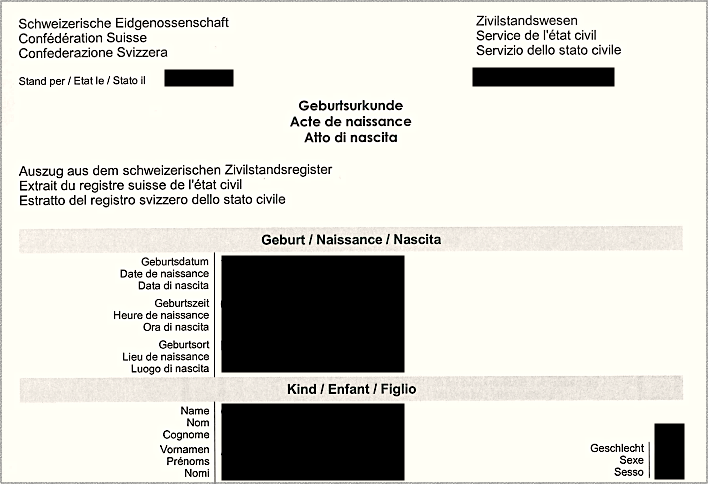 Schweizerische Eidgenossenschaft
Confédération Suisse
Confederazione Svizzera
Zivilstandswesen
Service de l'état civil
Servizio dello stato civile
Stand per / Etat le / Stato il
Geburtsurkunde
Acte de naissance
Atto di nascita
Auszug aus dem schweizerischen Zivilstandsregister
Extrait du registre suisse de l'état civil
Estratto del registro svizzero dello stato civile
Geburt / Naissance / Nascita
Geburtsdatum
Date de naissance
Data di nascita
Geburtszeit
Heure de naissance
Ora di nascita
Geburtsort
Lieu de naissance
Luogo di nascita
Kind / Enfant / Figlio
Name
Nom
Cognome
Vornamen
Prénoms
Nomi
Geschlecht
Sexe
Sesso